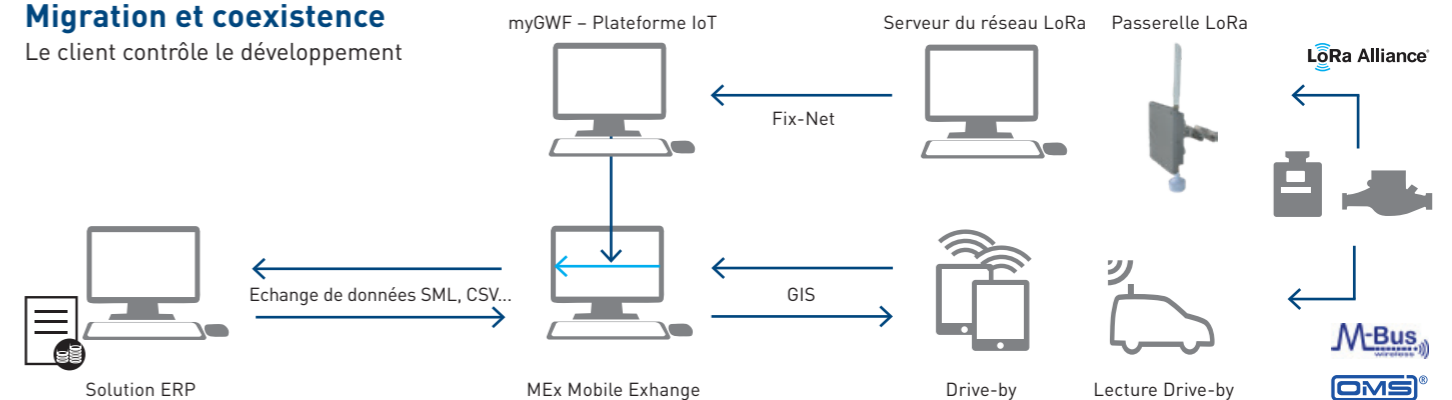 Migration et coexistence
Le client contrôle le développement
myGWF – Plateforme IoT
Serveur du réseau LoRa
Passerelle LoRa
LoRa Alliance®
Fix-Net
Echange de données SML, CSV...
GIS
M-Bus
wireless
OMS®
Solution ERP
MEx Mobile Exhange
Drive-by
Lecture Drive-by